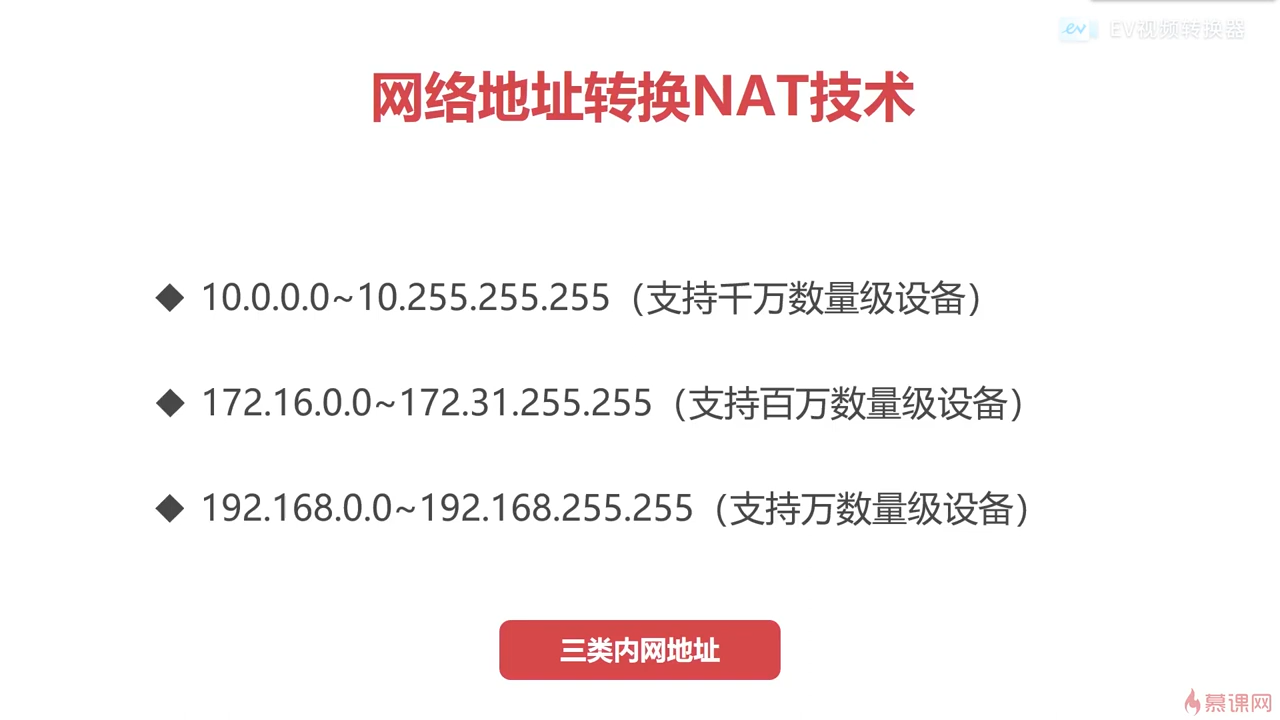 EV视频转换器
网络地址转换NAT技术
◆ 10.0.0.0~10.255.255.255（支持千万数量级设备）
◆ 172.16.0.0~172.31.255.255（支持百万数量级设备）
◆ 192.168.0.0~192.168.255.255（支持万数量级设备）
三类内网地址
慕课网